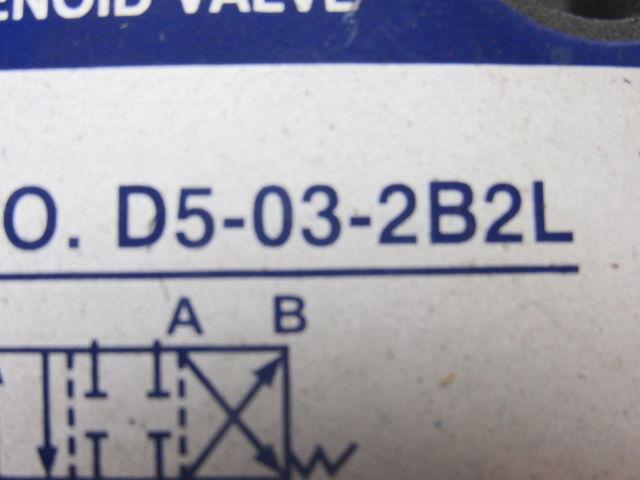 ENOID VALVE
O. D5-03-2B2L
A B